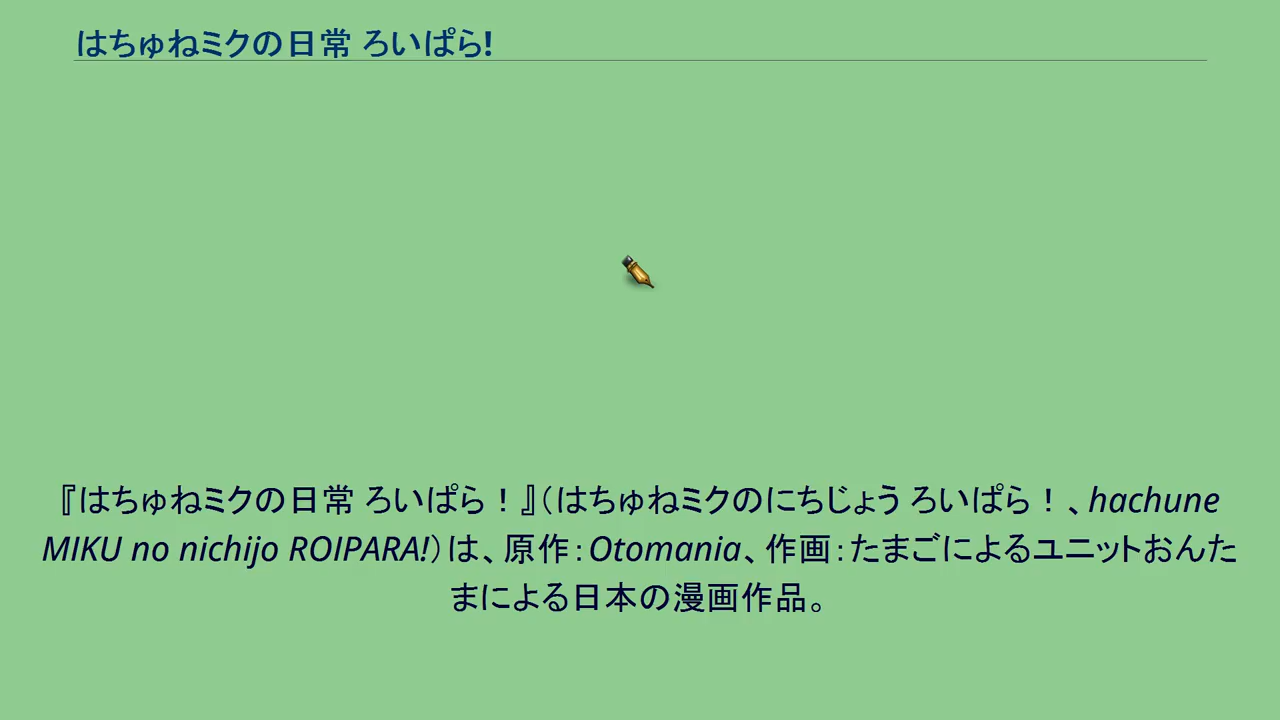 はちゅねミクの日常 ろいぱら!
『はちゅねミクの日常 ろいぱら！』（はちゅねミクのにちじょう ろいぱら！、hachune
MIKU no nichijo ROIPARA!）は、原作：Otomania、作画：たまごによるユニットおんた
まによる日本の漫画作品。